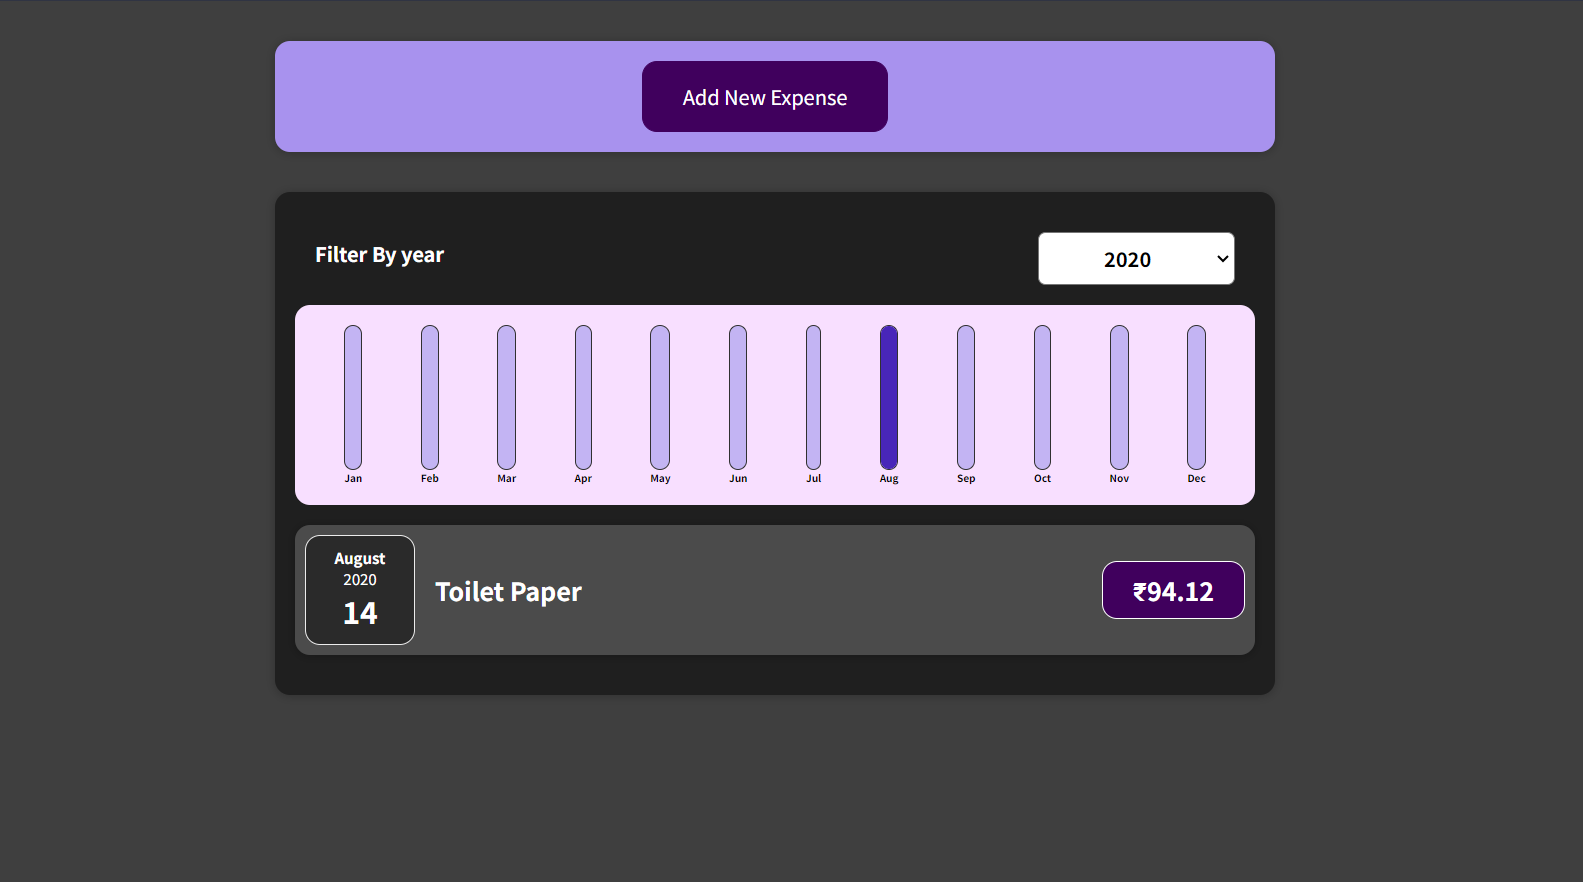 Add New Expense
Filter By year
2020
Jan Feb Mar Apr May Jun Jul Aug Sep Oct Nov Dec
August
2020
14
Toilet Paper
₹94.12